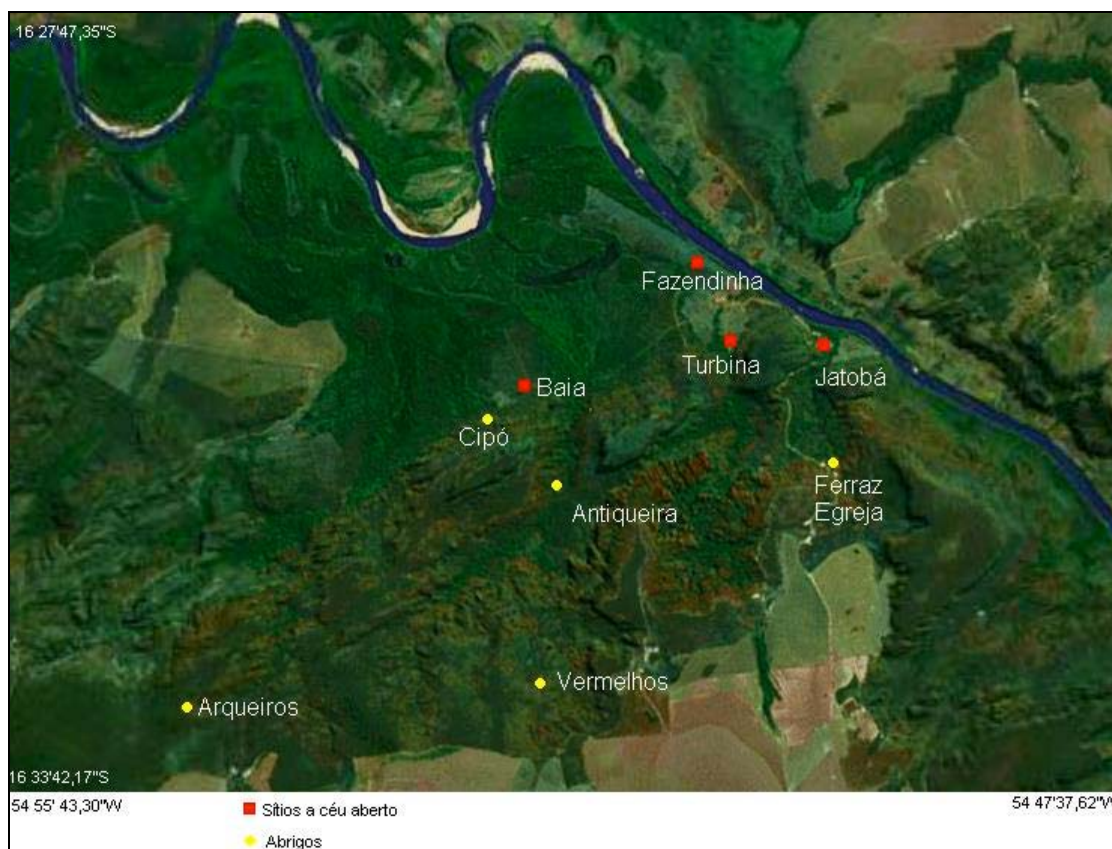 16 27'47,35"S
Fazendinha
Turbina
Jatobá
Baia
Cipó
Ferraz
Egreja
Antiqueira
Vermelhos
Arqueiros
16 33'42,17"S
54 55' 43,30"W
54 47'37,62"W
Sítios a céu aberto
Abrigos